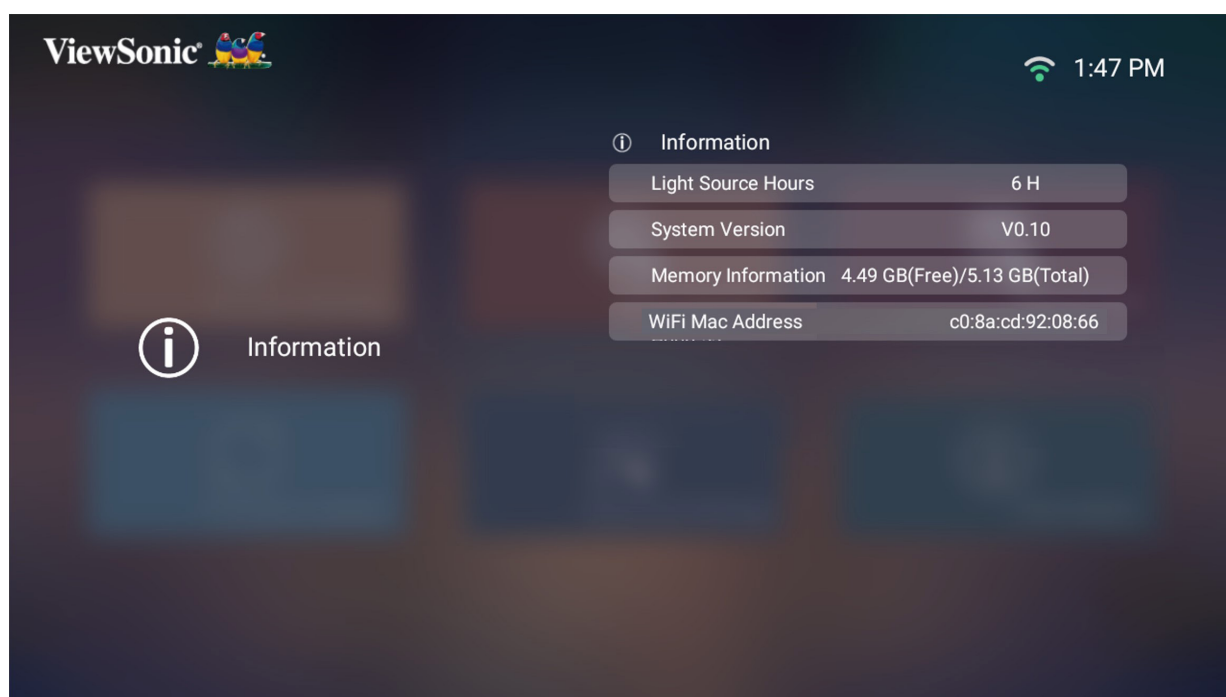 ViewSonic®
1:47 PM
Information
Light Source Hours 6 H
System Version V0.10
Memory Information 4.49 GB(Free)/5.13 GB(Total)
WiFi Mac Address c0:8a:cd:92:08:66
Information